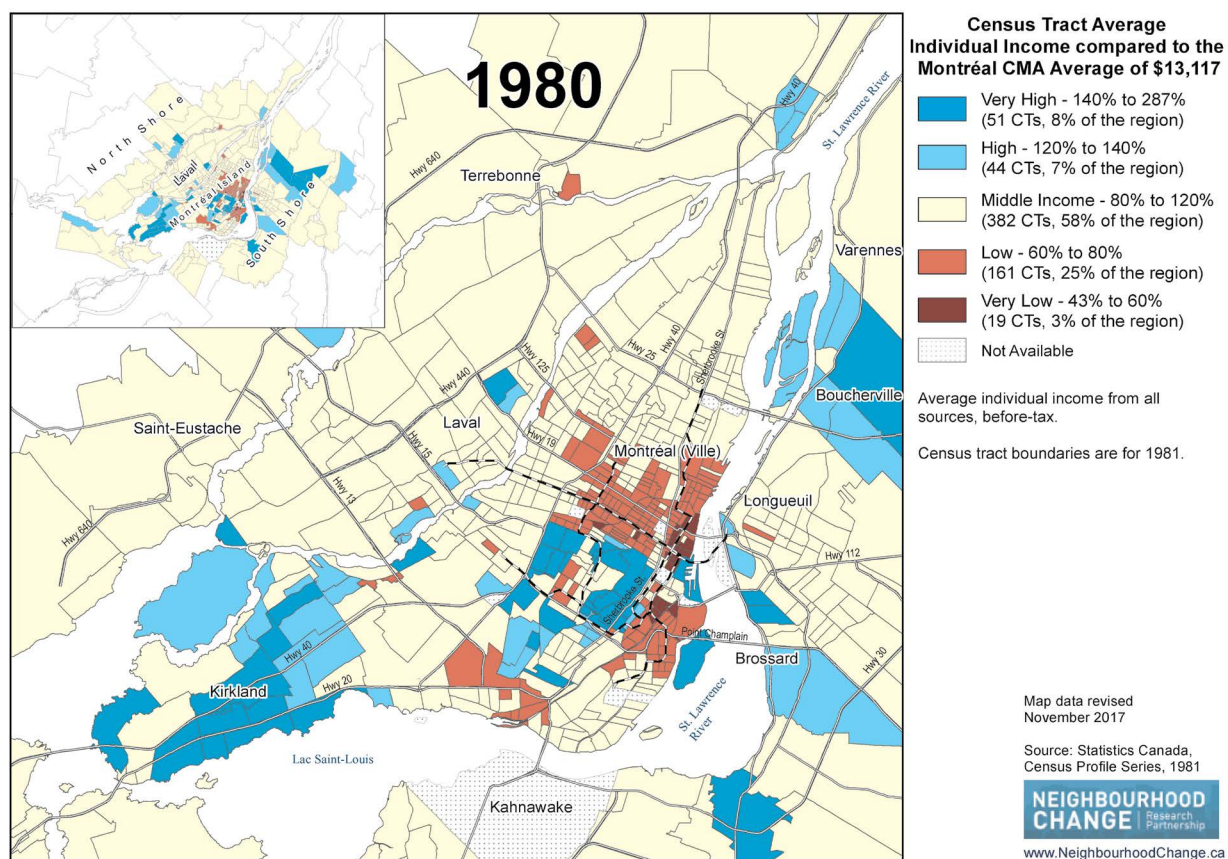 1980
Census Tract Average
Individual Income compared to the
Montréal CMA Average of $13,117
Very High - 140% to 287%
(51 CTs, 8% of the region)
High - 120% to 140%
(44 CTs, 7% of the region)
Middle Income - 80% to 120%
(382 CTs, 58% of the region)
Low - 60% to 80%
(161 CTs, 25% of the region)
Very Low - 43% to 60%
(19 CTs, 3% of the region)
Not Available
Average individual income from all
sources, before-tax.
Census tract boundaries are for 1981.
Map data revised
November 2017
Source: Statistics Canada,
Census Profile Series, 1981
NEIGHBOURHOOD
CHANGE
Research
Partnership
www.NeighbourhoodChange.ca
North Shore
Laval
Montréal Island
South Shore
Hwy 40
St. Lawrence River
Hwy 640
Terrebonne
Varennes
Hwy 40
Sherbrooke St
Hwy 25
Hwy 125
Hwy 440
Boucherville
Saint-Eustache
Laval
Hwy 19
Hwy 15
Montréal (Ville)
Hwy 13
Longueuil
Hwy 640
Hwy 112
Sherbrooke St
Point Champlain
Hwy 40
Brossard
Hwy 30
Kirkland
Hwy 20
St. Lawrence
River
Lac Saint-Louis
Kahnawake